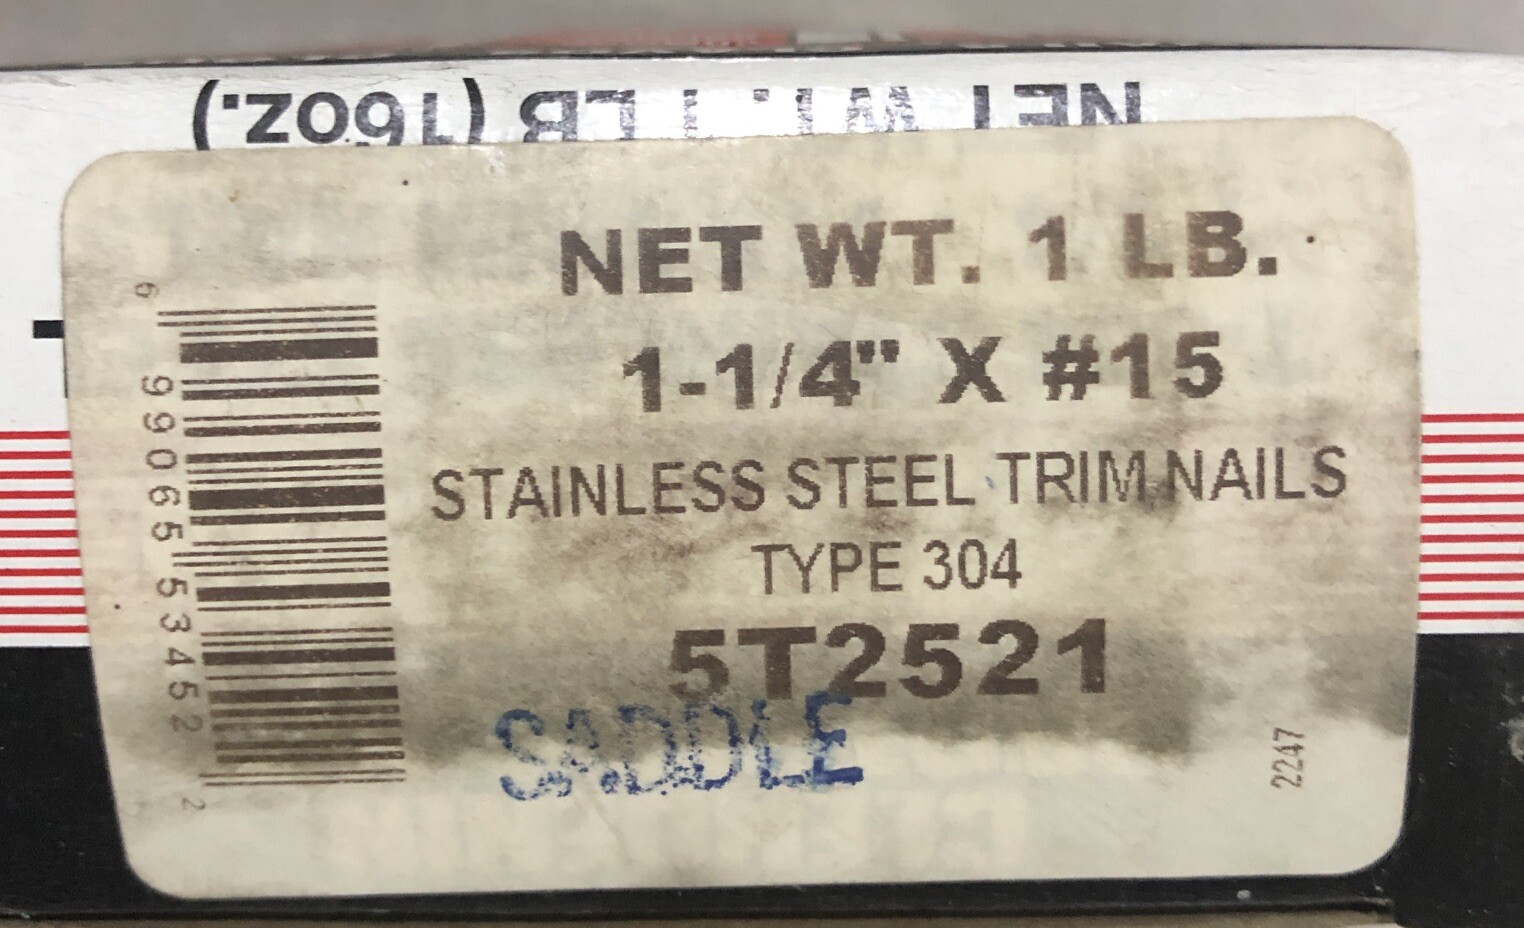 NET WT. 1 LB (16oz.)
NET WT. 1 LB.
1-1/4" X #15
STAINLESS STEEL TRIM NAILS
TYPE 304
5T2521
SADDLE
2247
6 99065 53452 2